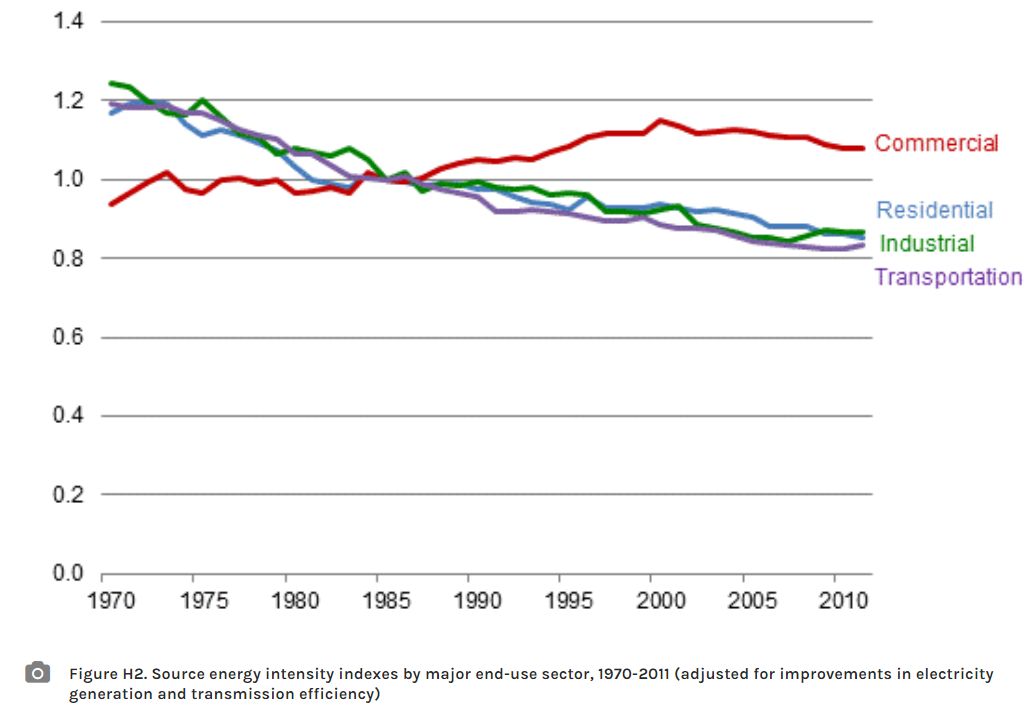 1.4
1.2
1.0
0.8
0.6
0.4
0.2
0.0
Commercial
Residential
Industrial
Transportation
1970 1975 1980 1985 1990 1995 2000 2005 2010
Figure H2. Source energy intensity indexes by major end-use sector, 1970-2011 (adjusted for improvements in electricity
generation and transmission efficiency)